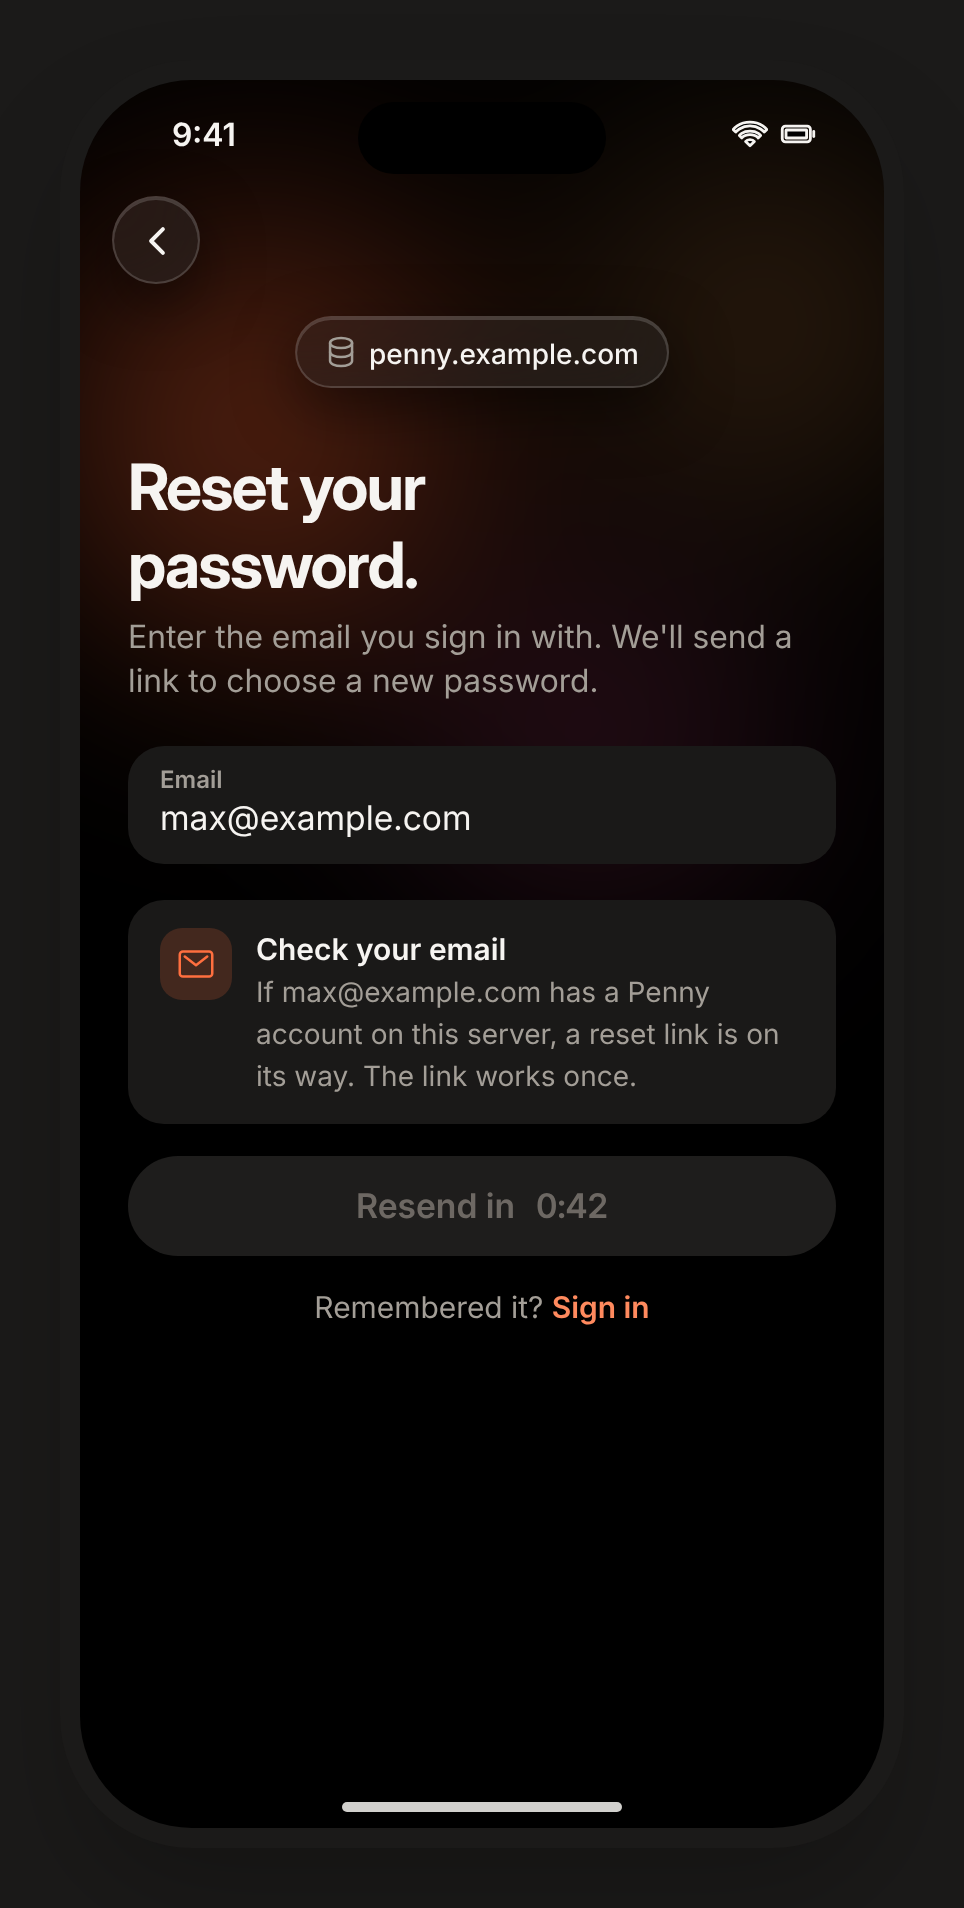 9:41
penny.example.com
Reset your
password.
Enter the email you sign in with. We'll send a
link to choose a new password.
Email
max@example.com
Check your email
If max@example.com has a Penny
account on this server, a reset link is on
its way. The link works once.
Resend in 0:42
Remembered it? Sign in